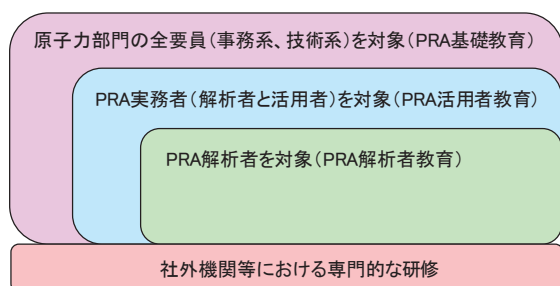 原子力部門の全要員(事務系、技術系)を対象(PRA基礎教育)
PRA実務者(解析者と活用者)を対象(PRA活用者教育)
PRA解析者を対象(PRA解析者教育)
社外機関等における専門的な研修